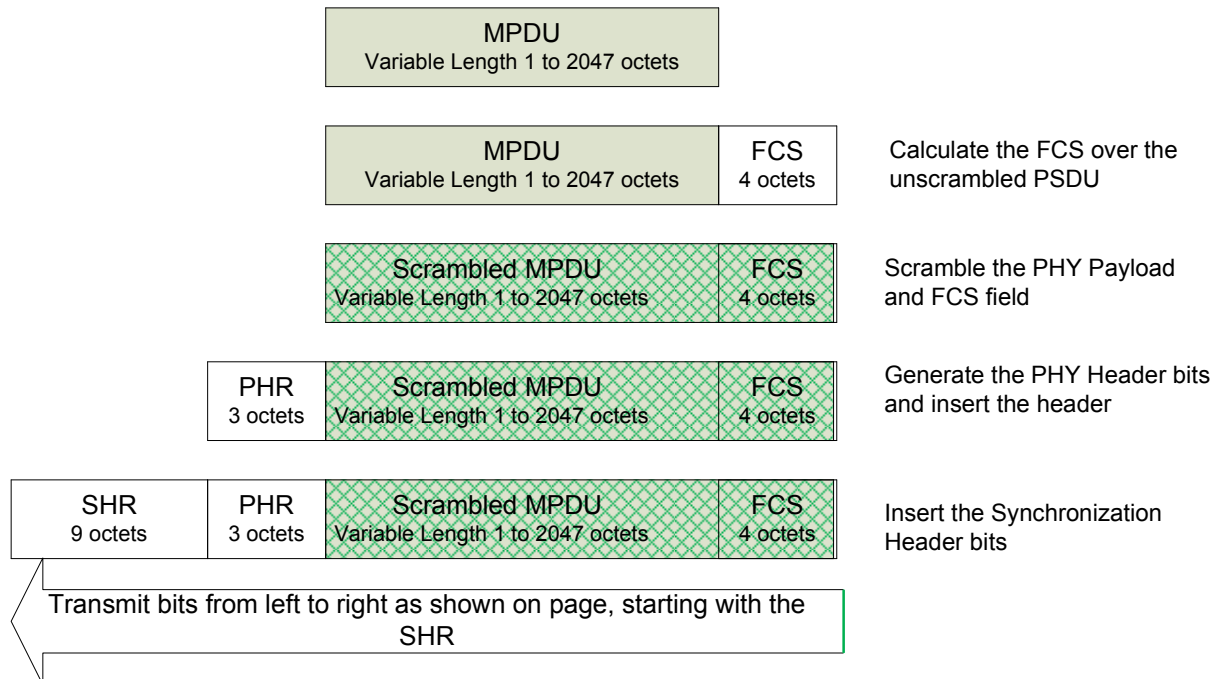 MPDU
Variable Length 1 to 2047 octets
MPDU
Variable Length 1 to 2047 octets
FCS
4 octets
Calculate the FCS over the
unscrambled PSDU
Scrambled MPDU
Variable Length 1 to 2047 octets
FCS
4 octets
Scramble the PHY Payload
and FCS field
PHR
3 octets
Scrambled MPDU
Variable Length 1 to 2047 octets
FCS
4 octets
Generate the PHY Header bits
and insert the header
SHR
9 octets
PHR
3 octets
Scrambled MPDU
Variable Length 1 to 2047 octets
FCS
4 octets
Insert the Synchronization
Header bits
Transmit bits from left to right as shown on page, starting with the
SHR